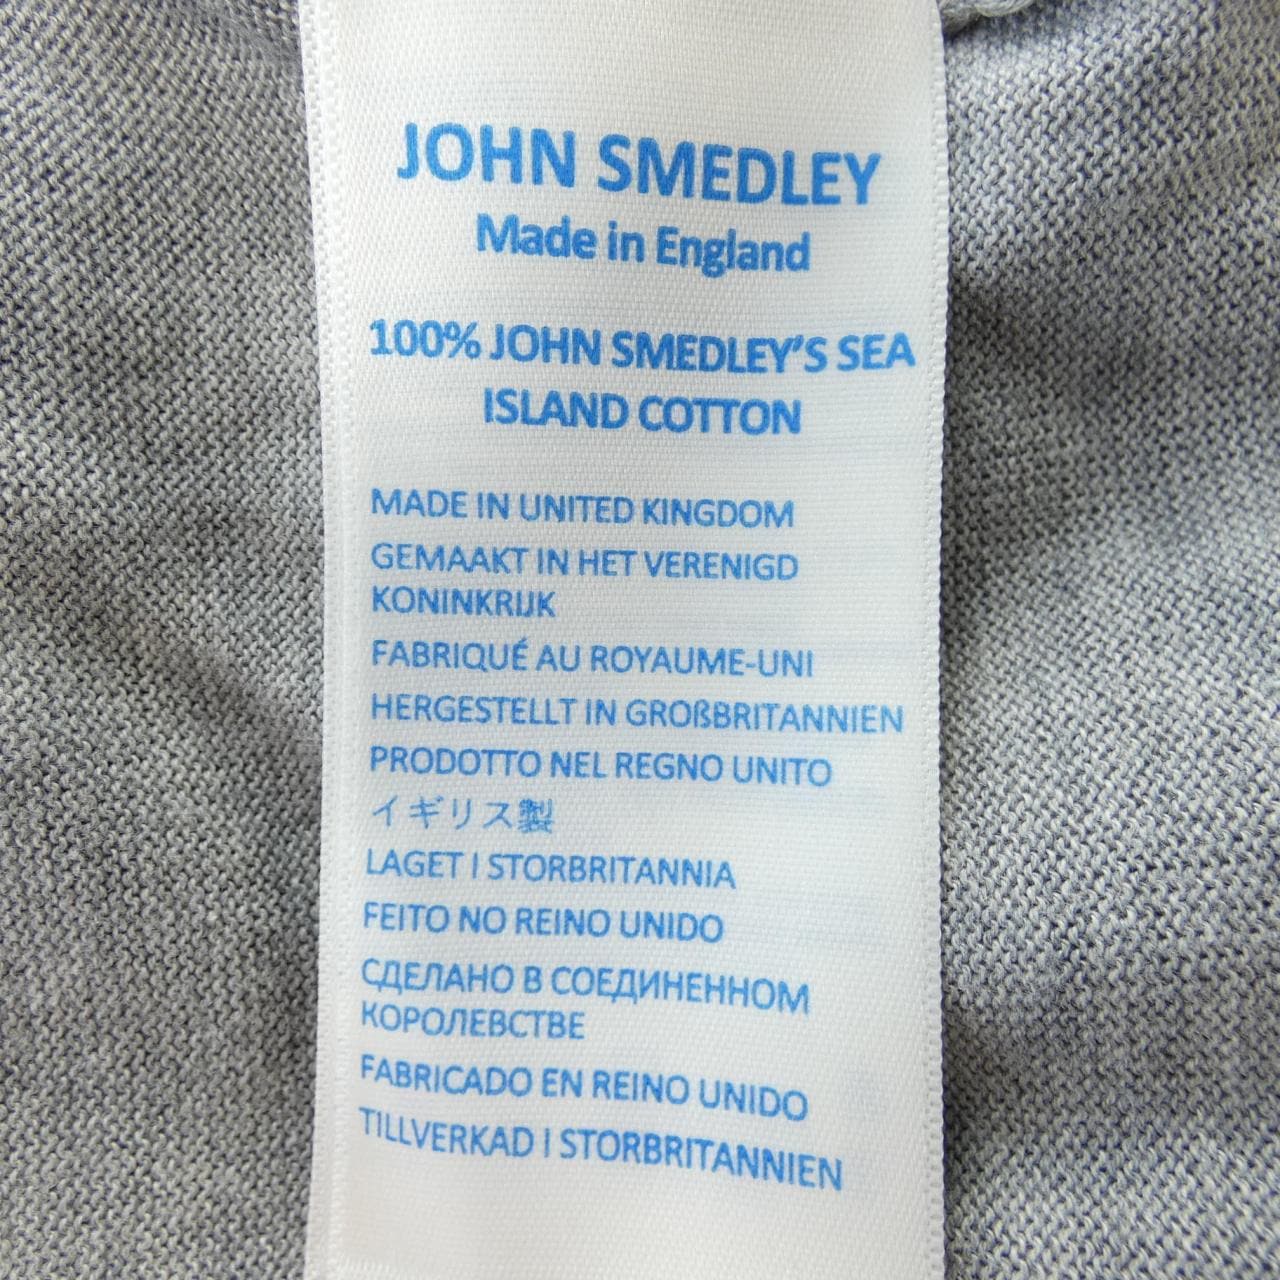 JOHN SMEDLEY
Made in England
100% JOHN SMEDLEY'S SEA
ISLAND COTTON
MADE IN UNITED KINGDOM
GEMAAKT IN HET VERENIGD
KONINKRIJK
FABRIQUÉ AU ROYAUME-UNI
HERGESTELLT IN GROßBRITANNIEN
PRODOTTO NEL REGNO UNITO
イギリス製
LAGET I STORBRITANNIA
FEITO NO REINO UNIDO
СДЕЛАНО В СОЕДИНЕННОМ
КОРОЛЕВСТВЕ
FABRICADO EN REINO UNIDO
TILLVERKAD I STORBRITANNIEN